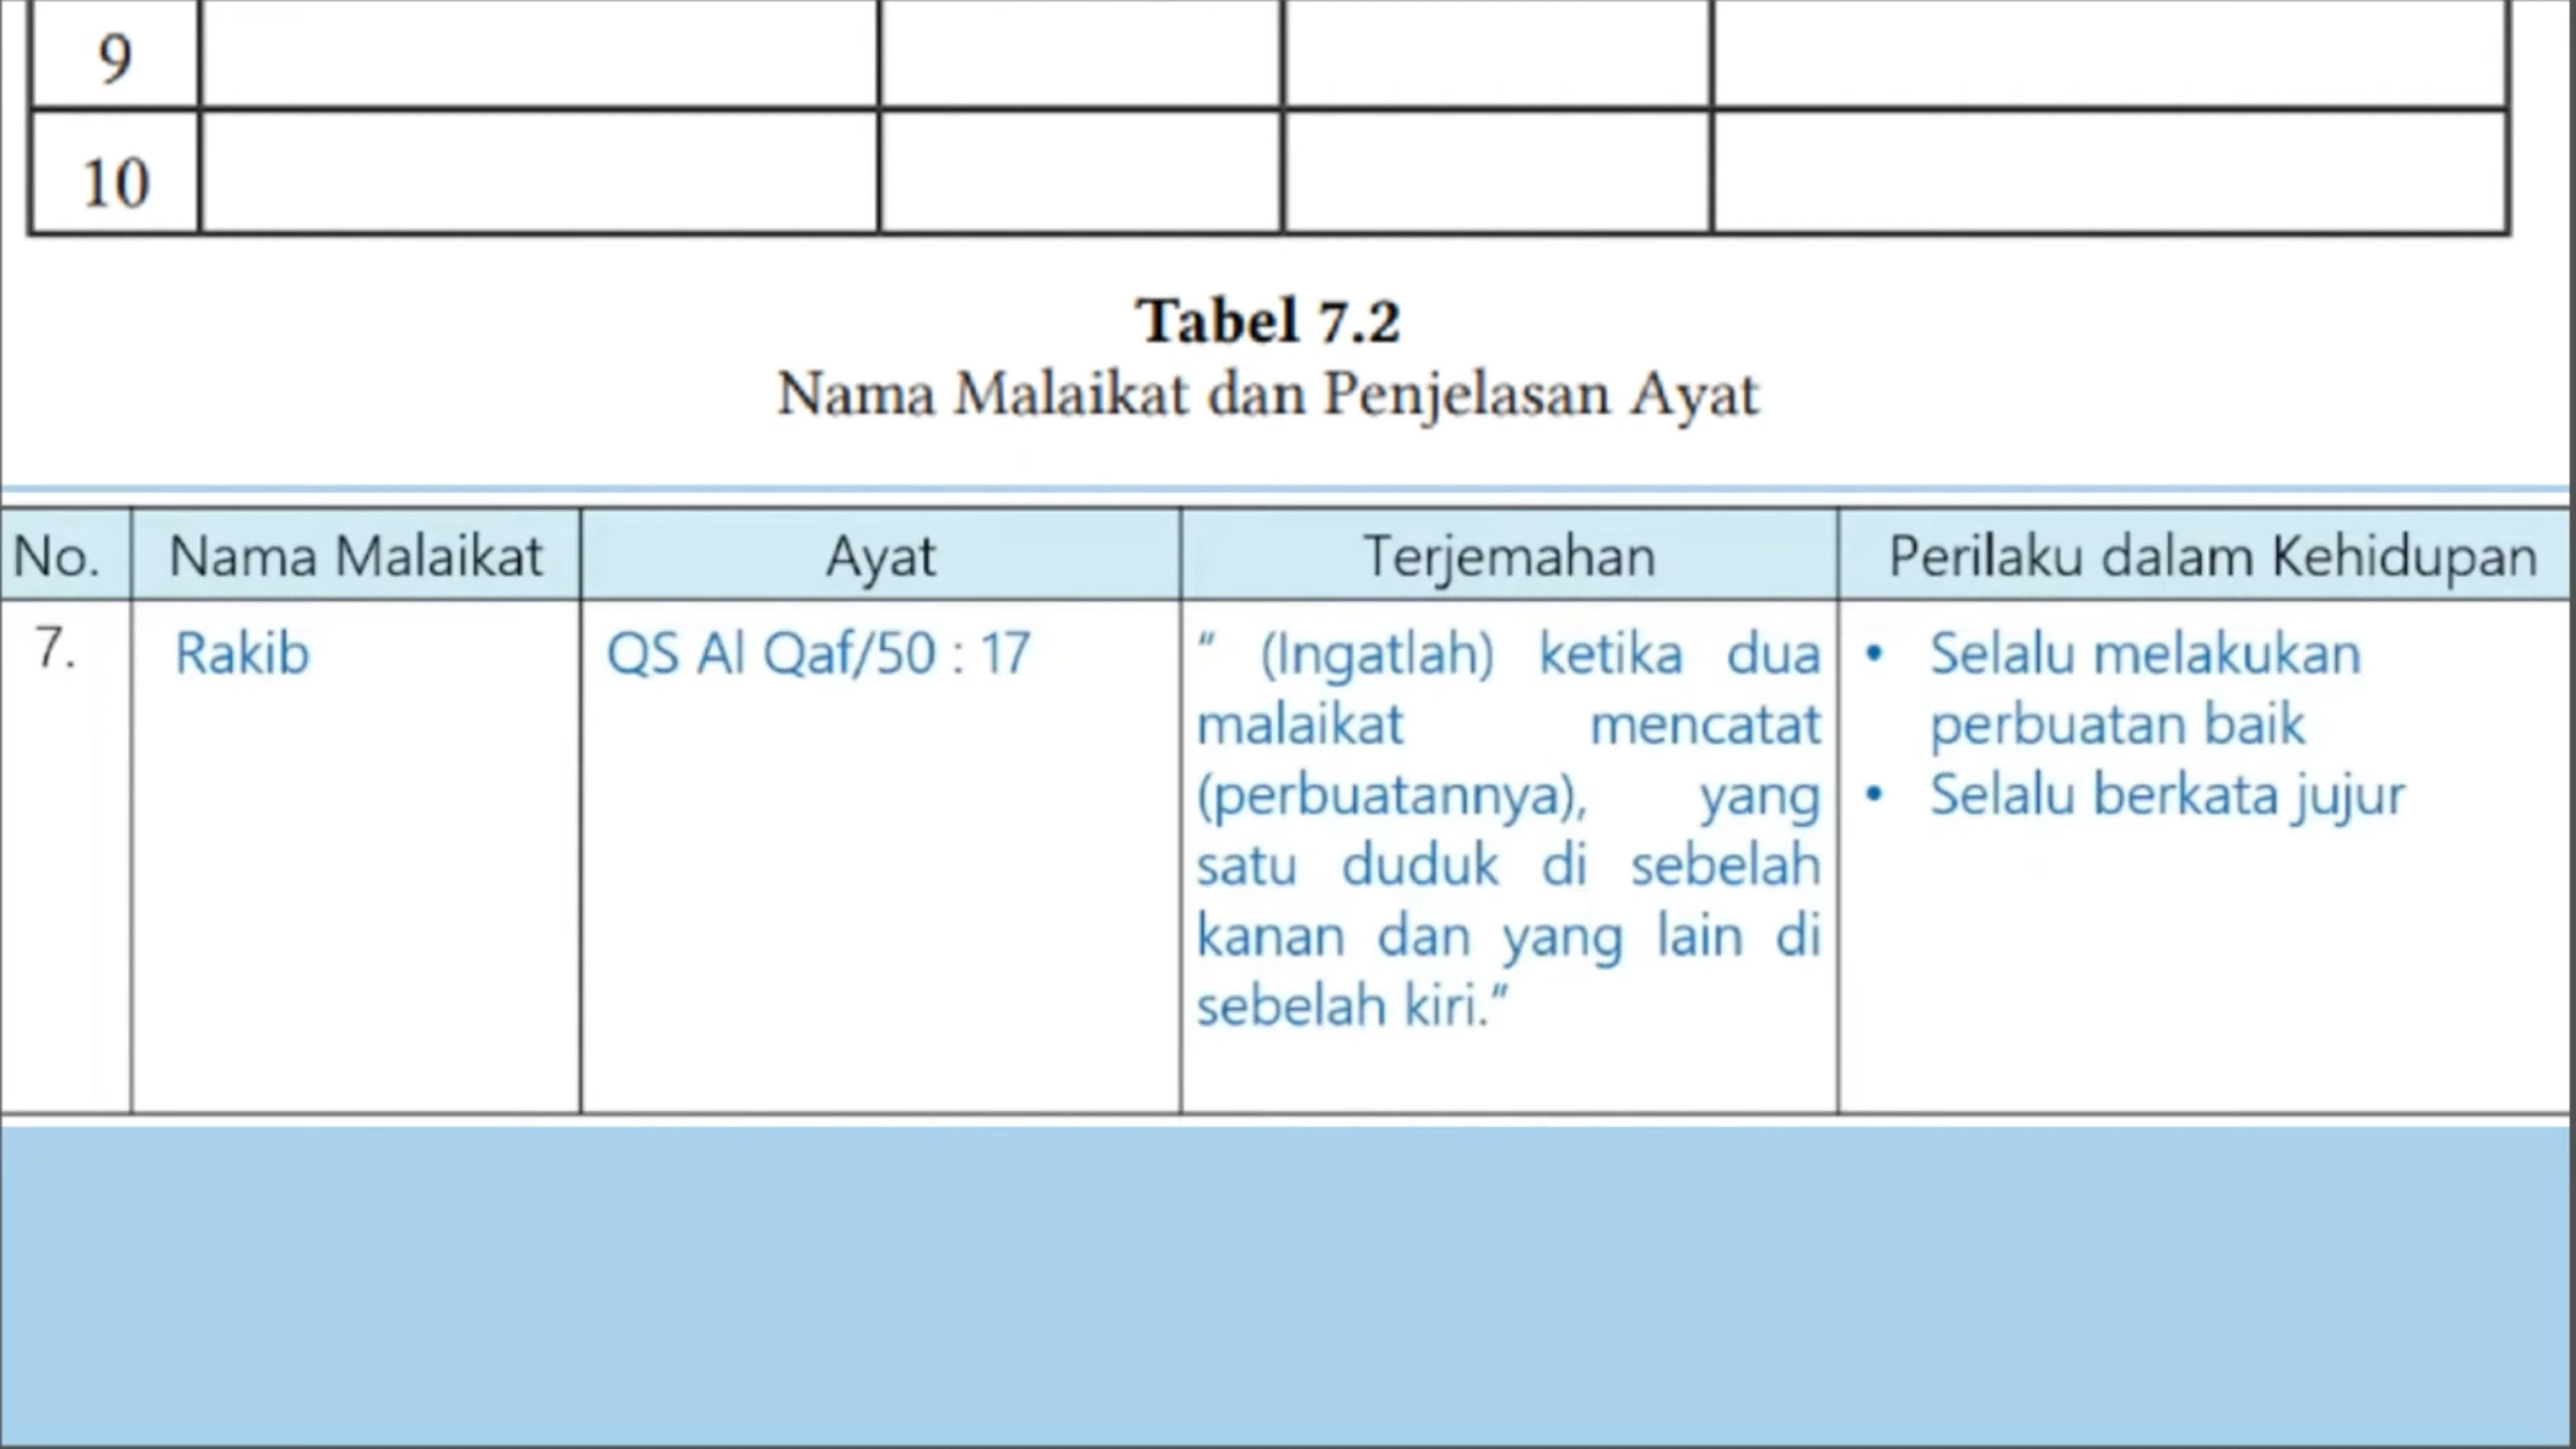 9
10
Tabel 7.2
Nama Malaikat dan Penjelasan Ayat
No. Nama Malaikat Ayat Terjemahan Perilaku dalam Kehidupan
7. Rakib QS Al Qaf/50 : 17 “ (Ingatlah) ketika dua • Selalu melakukan
malaikat mencatat perbuatan baik
(perbuatannya), yang • Selalu berkata jujur
satu duduk di sebelah
kanan dan yang lain di
sebelah kiri.”